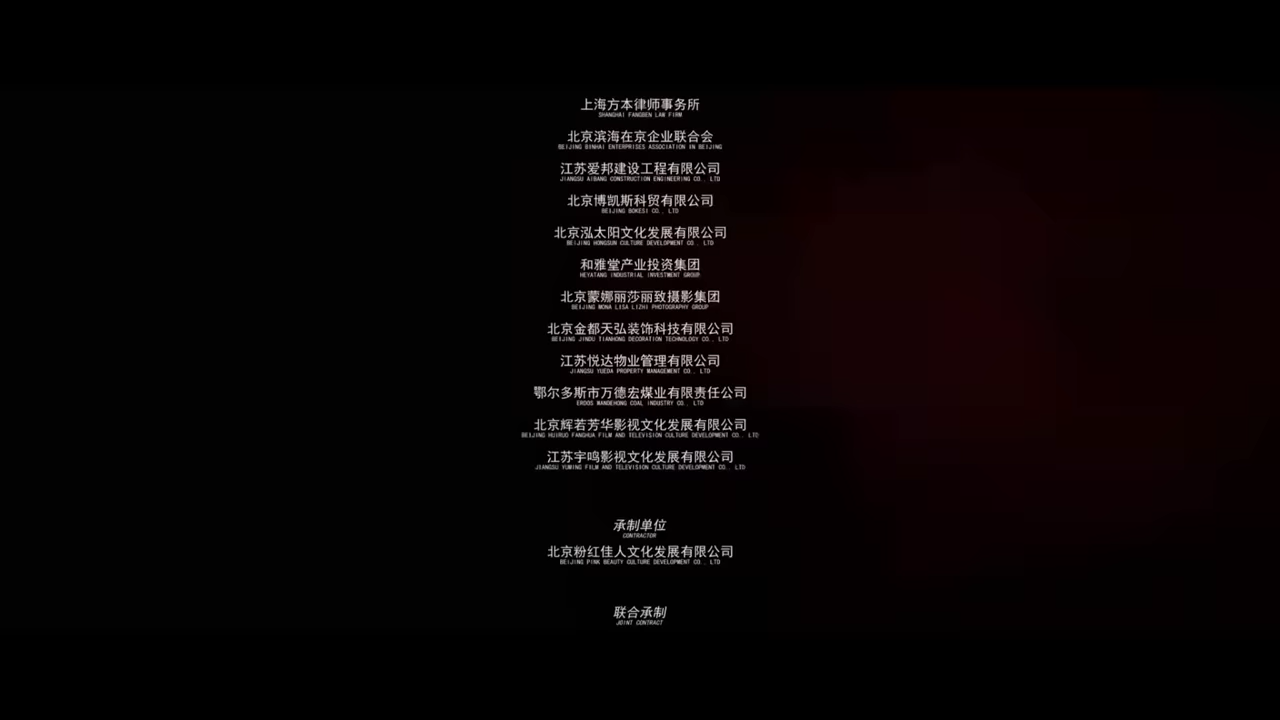 上海方本律师事务所
SHANGHAI FANGBEN LAW FIRM
北京滨海在京企业联合会
BEIJING BINHAI ENTERPRISES ASSOCIATION IN BEIJING
江苏爱邦建设工程有限公司
JIANGSU AIBANG CONSTRUCTION ENGINEERING CO., LTD
北京博凯斯科贸有限公司
BEIJING BOKESI CO., LTD
北京泓太阳文化发展有限公司
BEIJING HONGSUN CULTURE DEVELOPMENT CO., LTD
和雅堂产业投资集团
HEYATANG INDUSTRIAL INVESTMENT GROUP
北京蒙娜丽莎丽致摄影集团
BEIJING MONA LISA LIZHI PHOTOGRAPHY GROUP
北京金都天弘装饰科技有限公司
BEIJING JINDU TIANHONG DECORATION TECHNOLOGY CO., LTD
江苏悦达物业管理有限公司
JIANGSU YUEDA PROPERTY MANAGEMENT CO., LTD
鄂尔多斯市万德宏煤业有限责任公司
ERDOS WANDEHONG COAL INDUSTRY CO., LTD
北京辉若芳华影视文化发展有限公司
BEIJING HUIRUO FANGHUA FILM AND TELEVISION CULTURE DEVELOPMENT CO., LTD
江苏宇鸣影视文化发展有限公司
JIANGSU YUMING FILM AND TELEVISION CULTURE DEVELOPMENT CO., LTD
承制单位
CONTRACTOR
北京粉红佳人文化发展有限公司
BEIJING PINK BEAUTY CULTURE DEVELOPMENT CO., LTD
联合承制
JOINT CONTRACT